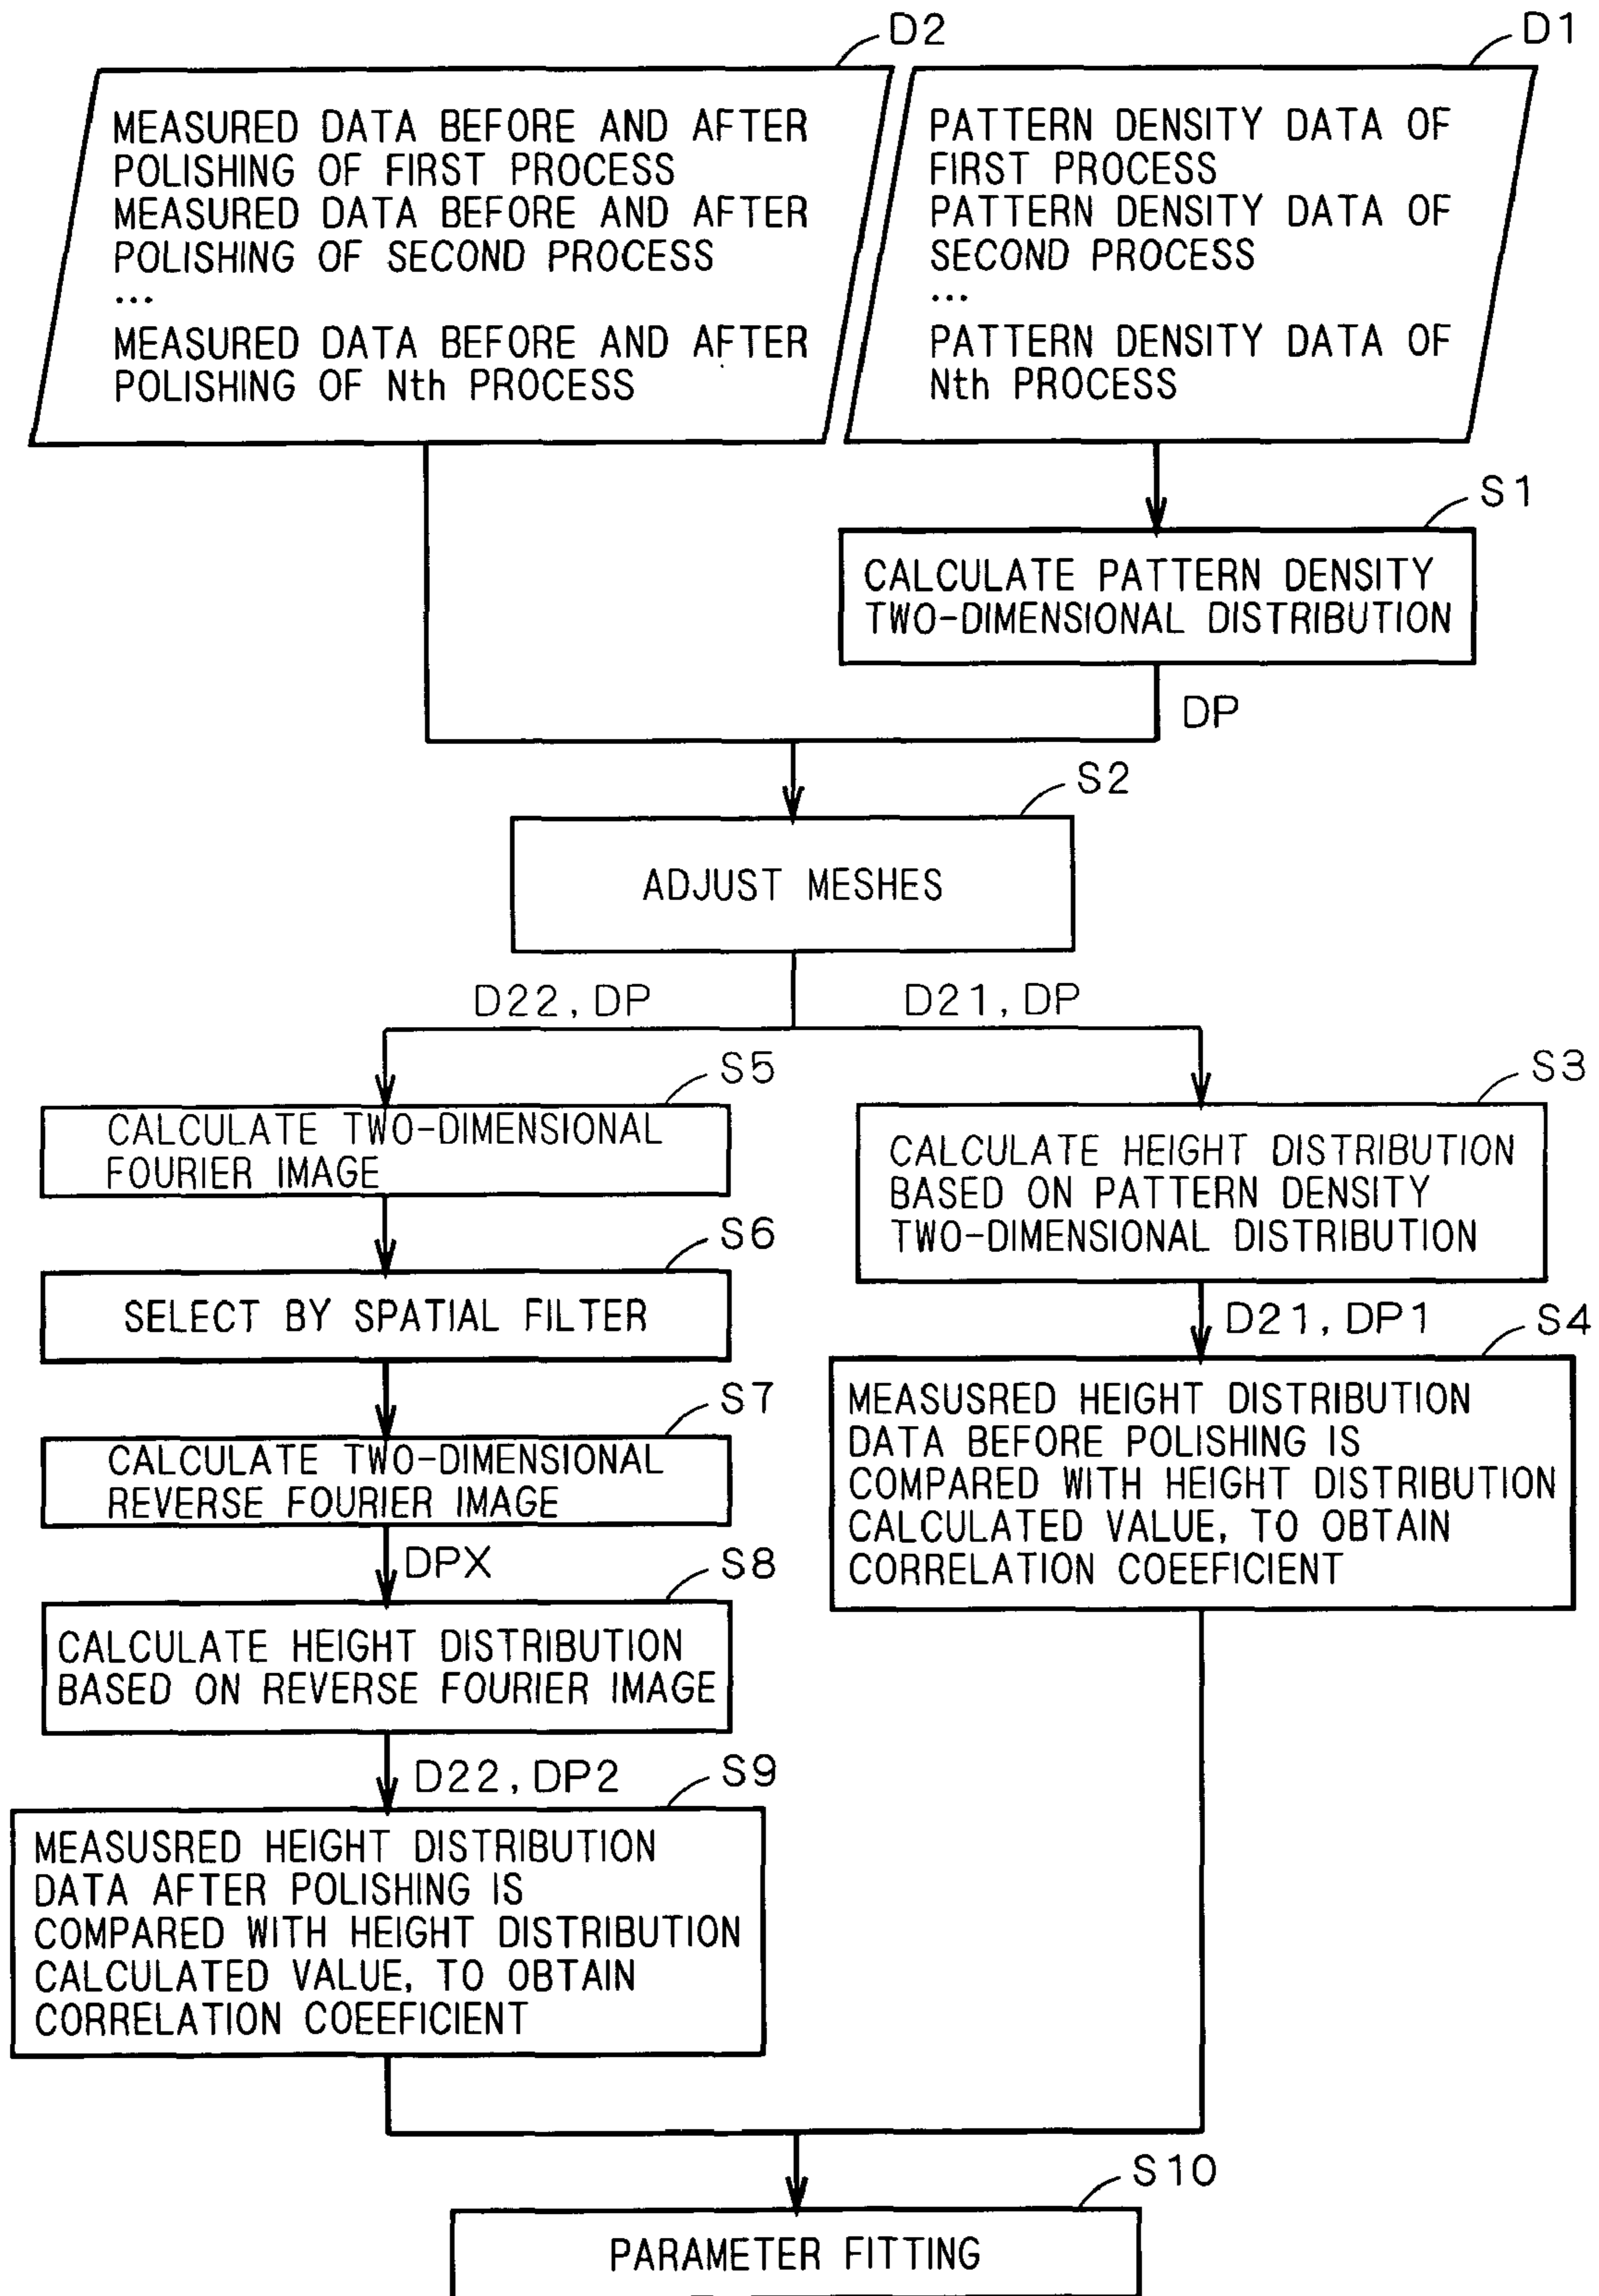 D2
MEASURED DATA BEFORE AND AFTER
POLISHING OF FIRST PROCESS
MEASURED DATA BEFORE AND AFTER
POLISHING OF SECOND PROCESS
...
MEASURED DATA BEFORE AND AFTER
POLISHING OF Nth PROCESS
D1
PATTERN DENSITY DATA OF
FIRST PROCESS
PATTERN DENSITY DATA OF
SECOND PROCESS
...
PATTERN DENSITY DATA OF
Nth PROCESS
S1
CALCULATE PATTERN DENSITY
TWO-DIMENSIONAL DISTRIBUTION
DP
S2
ADJUST MESHES
D22, DP
D21, DP
S5
CALCULATE TWO-DIMENSIONAL
FOURIER IMAGE
S6
SELECT BY SPATIAL FILTER
S7
CALCULATE TWO-DIMENSIONAL
REVERSE FOURIER IMAGE
DPX
S8
CALCULATE HEIGHT DISTRIBUTION
BASED ON REVERSE FOURIER IMAGE
D22, DP2
S9
MEASUSRED HEIGHT DISTRIBUTION
DATA AFTER POLISHING IS
COMPARED WITH HEIGHT DISTRIBUTION
CALCULATED VALUE, TO OBTAIN
CORRELATION COEEFICIENT
S3
CALCULATE HEIGHT DISTRIBUTION
BASED ON PATTERN DENSITY
TWO-DIMENSIONAL DISTRIBUTION
D21, DP1
S4
MEASUSRED HEIGHT DISTRIBUTION
DATA BEFORE POLISHING IS
COMPARED WITH HEIGHT DISTRIBUTION
CALCULATED VALUE, TO OBTAIN
CORRELATION COEEFICIENT
S10
PARAMETER FITTING